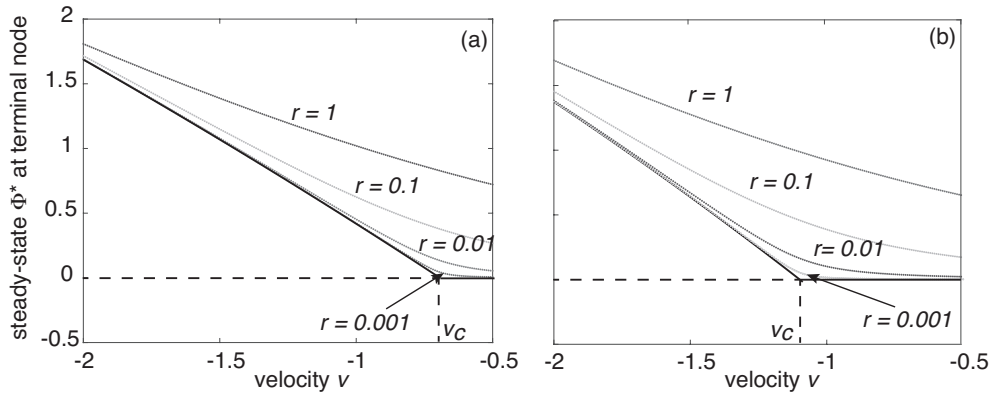 steady-state Φ* at terminal node
2
1.5
1
0.5
0
-0.5
(a)
r = 1
r = 0.1
r = 0.01
r = 0.001
vc
-2 -1.5 -1 -0.5
velocity v
(b)
r = 1
r = 0.1
r= 0.01
r = 0.001
vc
-2 -1.5 -1 -0.5
velocity v